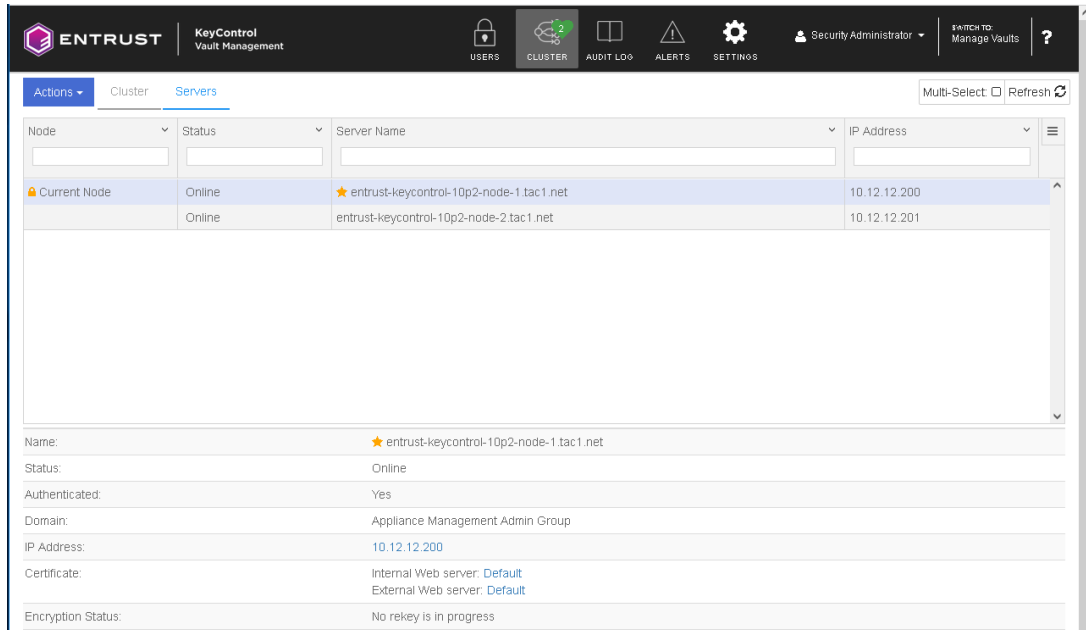 ENTRUST
KeyControl
Vault Management
USERS
2
CLUSTER
AUDIT LOG
ALERTS
SETTINGS
Security Administrator
SWITCH TO:
Manage Vaults
?
Actions
Cluster
Servers
Multi-Select:
Refresh
Node
Status
Server Name
IP Address
Current Node Online entrust-keycontrol-10p2-node-1.tac1.net 10.12.12.200
Online entrust-keycontrol-10p2-node-2.tac1.net 10.12.12.201
Name: entrust-keycontrol-10p2-node-1.tac1.net
Status: Online
Authenticated: Yes
Domain: Appliance Management Admin Group
IP Address: 10.12.12.200
Certificate: Internal Web server: Default
External Web server: Default
Encryption Status: No rekey is in progress